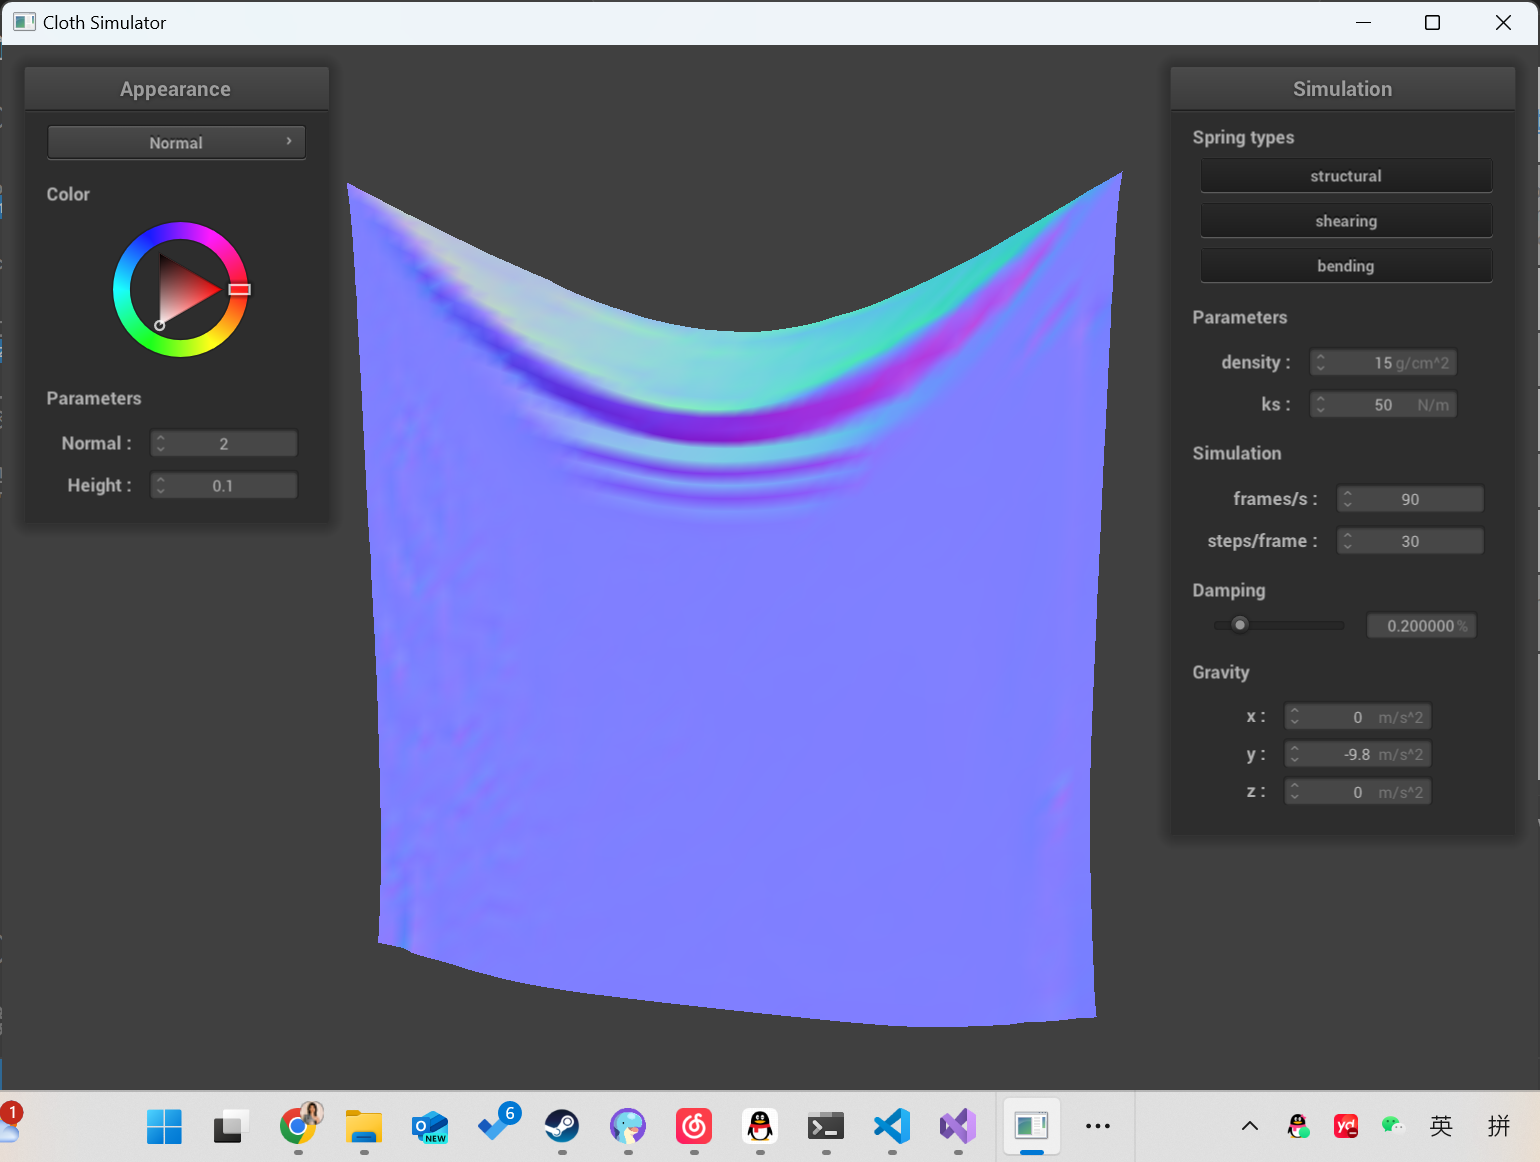 Cloth Simulator
Appearance
Normal
Color
Parameters
Normal : 2
Height : 0.1
Simulation
Spring types
structural
shearing
bending
Parameters
density : 15 g/cm^2
ks : 50 N/m
Simulation
frames/s : 90
steps/frame : 30
Damping
0.200000 %
Gravity
x : 0 m/s^2
y : -9.8 m/s^2
z : 0 m/s^2
1
NEW
6
yd
英
拼